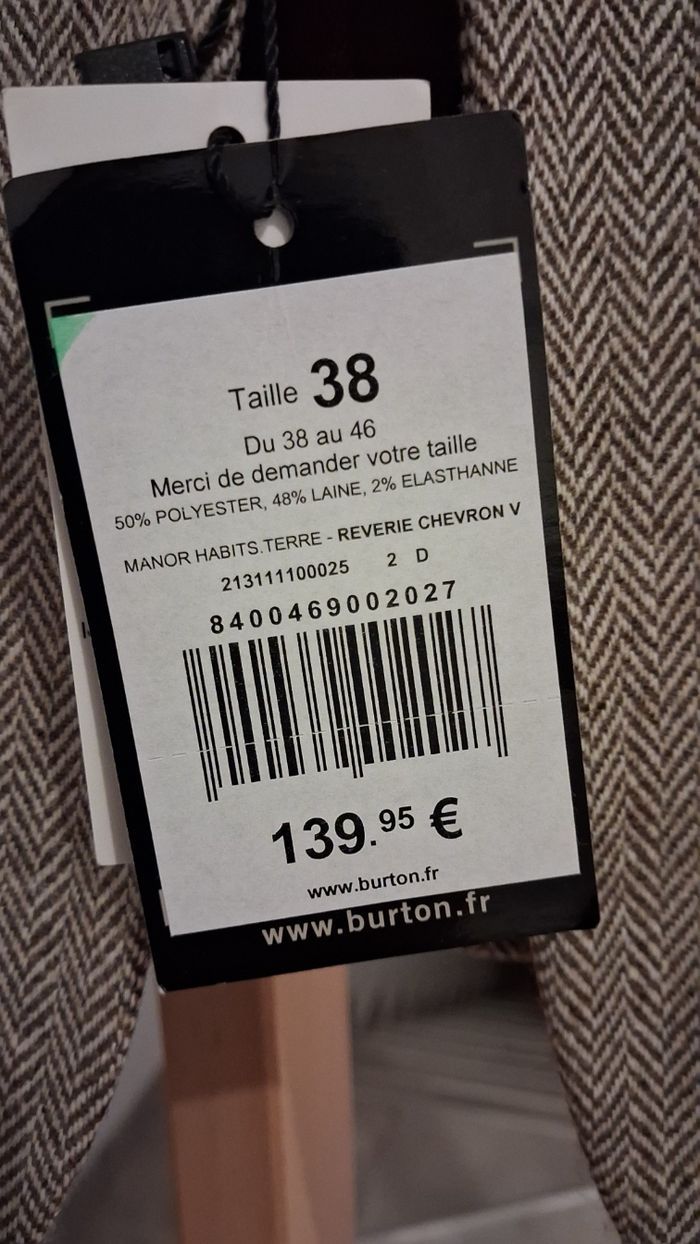 Taille 38
Du 38 au 46
Merci de demander votre taille
50% POLYESTER, 48% LAINE, 2% ELASTHANNE
MANOR HABITS.TERRE - REVERIE CHEVRON V
213111100025 2 D
8400469002027
139.95 €
www.burton.fr
www.burton.fr